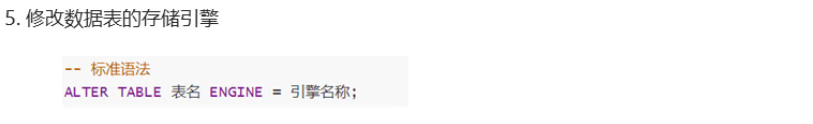 5. 修改数据表的存储引擎
-- 标准语法
ALTER TABLE 表名 ENGINE = 引擎名称;